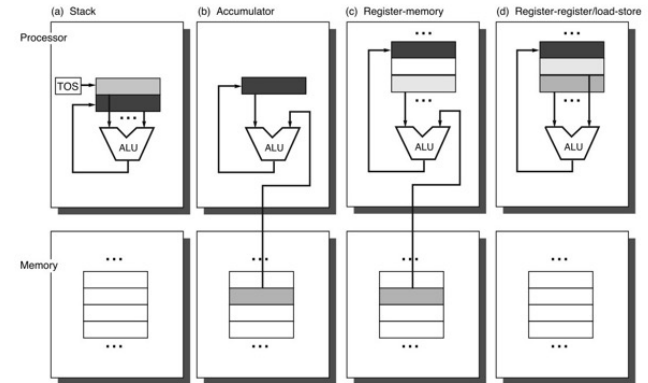 (a) Stack
(b) Accumulator
(c) Register-memory
(d) Register-register/load-store
Processor
TOS
...
...
...
...
...
ALU
ALU
ALU
ALU
Memory
...
...
...
...
...
...
...
...